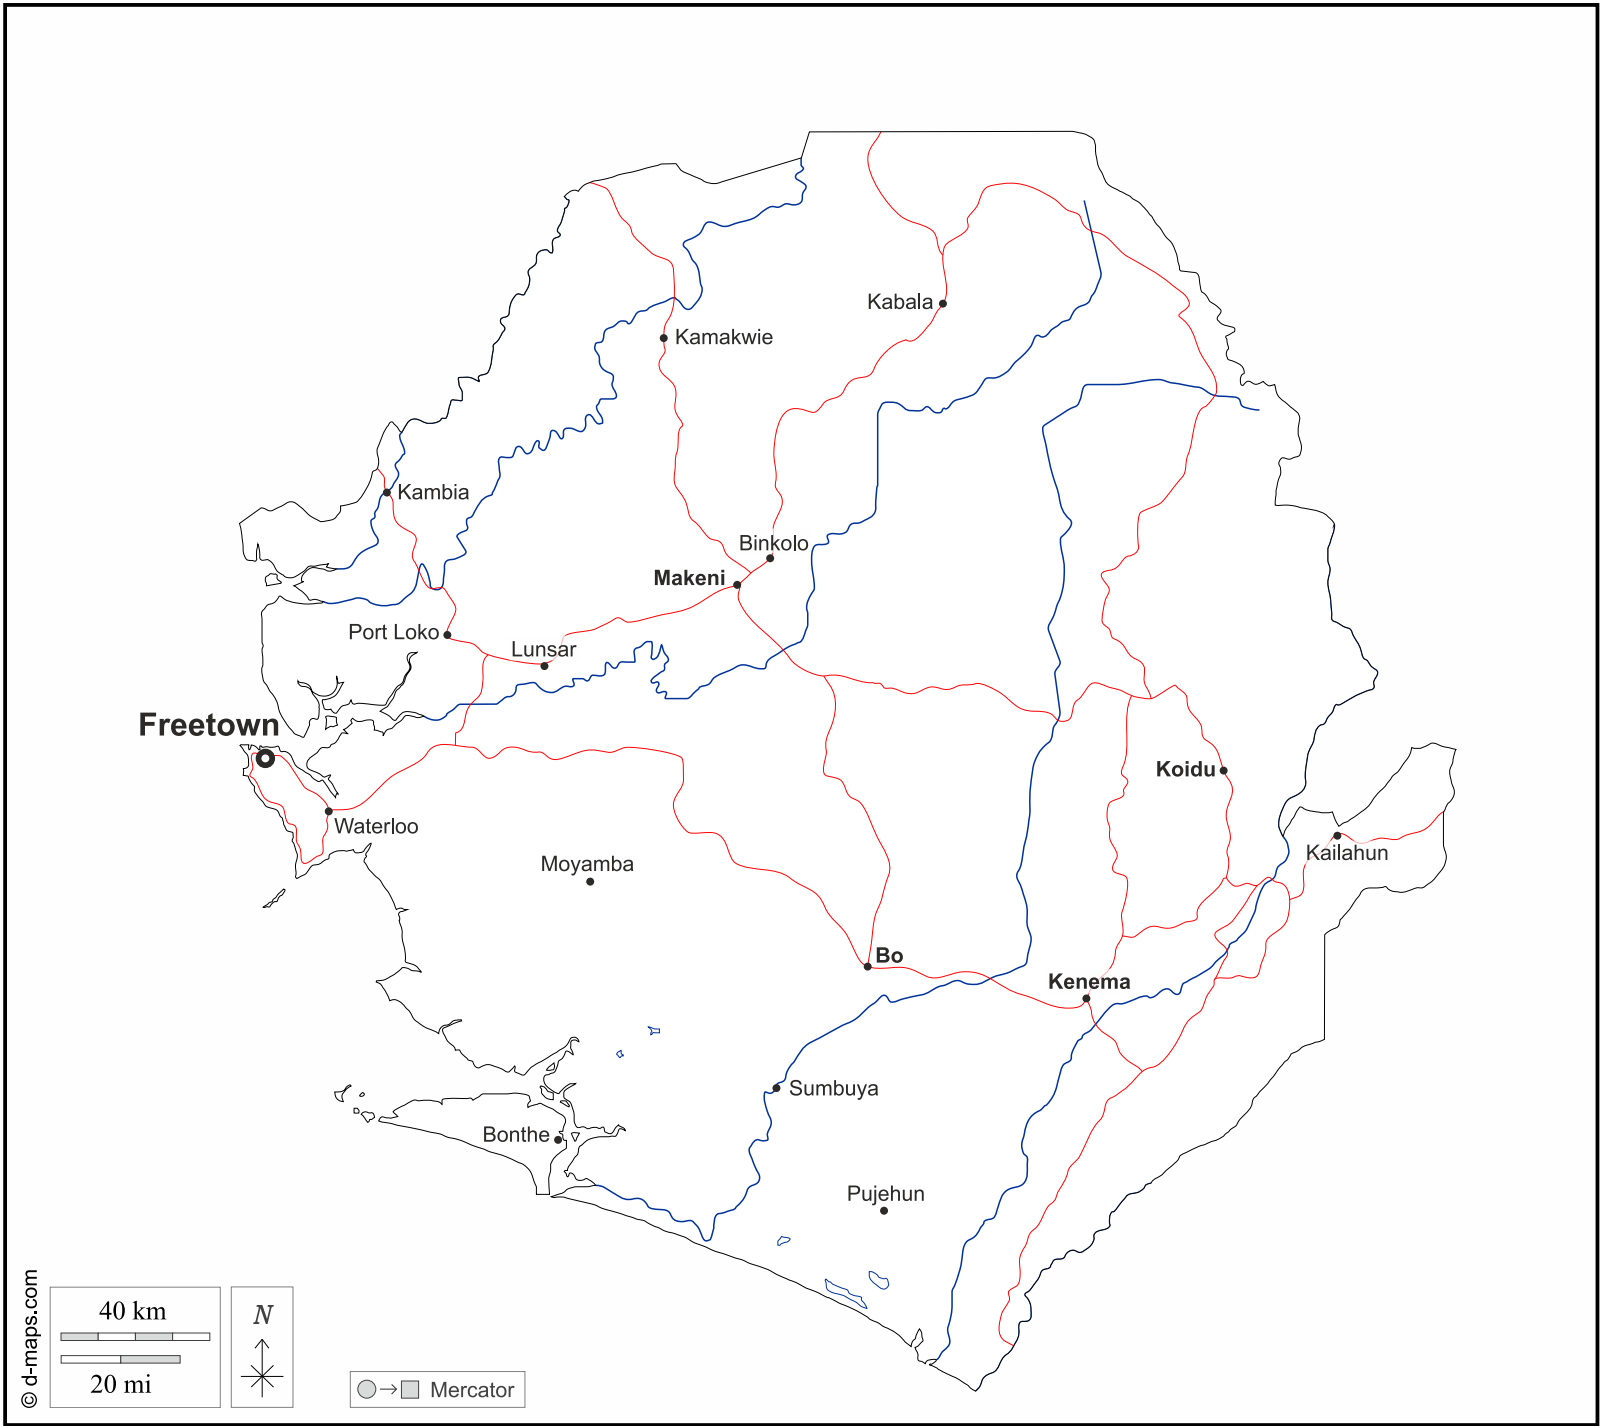 Kabala
Kamakwie
Kambia
Binkolo
Makeni
Port Loko
Lunsar
Freetown
Koidu
Waterloo
Kailahun
Moyamba
Bo
Kenema
Sumbuya
Bonthe
Pujehun
© d-maps.com
40 km
20 mi
N
Mercator